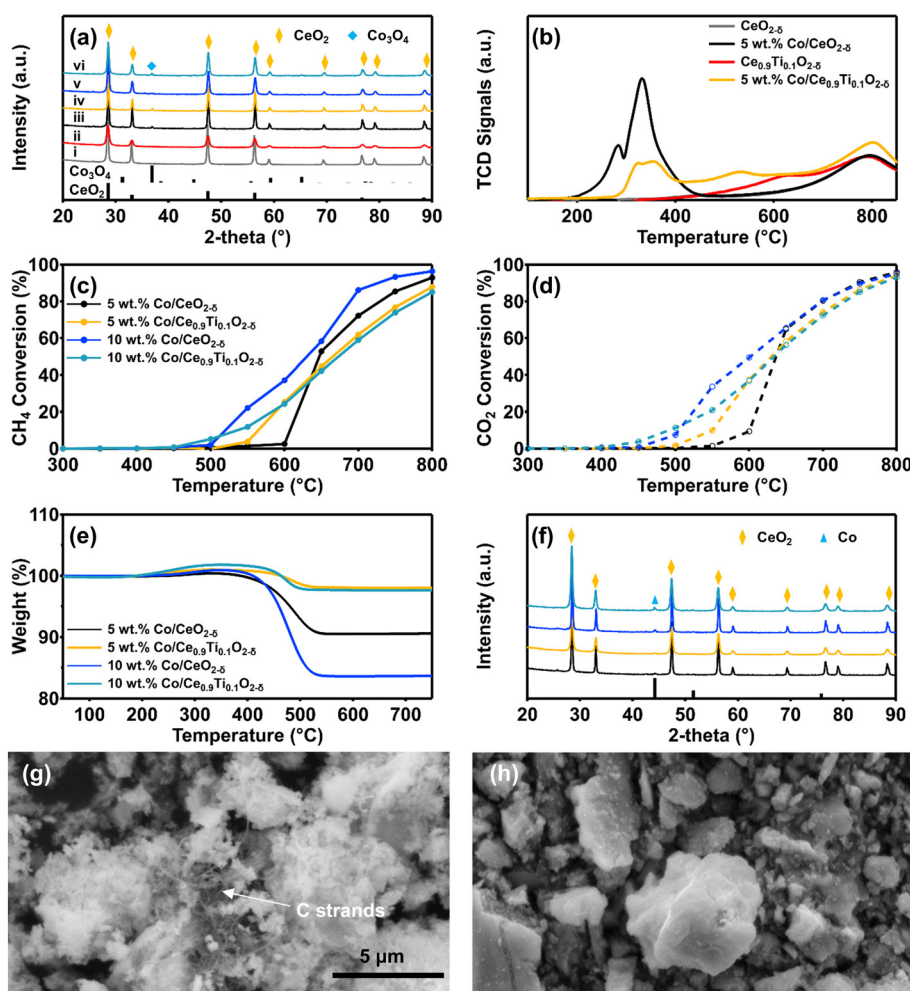 (a)
CeO₂
Co₃O₄
Intensity (a.u.)
vi
v
iv
iii
ii
i
Co₃O₄
CeO₂
20 30 40 50 60 70 80 90
2-theta (°)
(b)
CeO₂₋δ
5 wt.% Co/CeO₂₋δ
Ce₀.₉Ti₀.₁O₂₋δ
5 wt.% Co/Ce₀.₉Ti₀.₁O₂₋δ
TCD Signals (a.u.)
200 400 600 800
Temperature (°C)
(c)
CH₄ Conversion (%)
100
80
60
40
20
0
5 wt.% Co/CeO₂₋δ
5 wt.% Co/Ce₀.₉Ti₀.₁O₂₋δ
10 wt.% Co/CeO₂₋δ
10 wt.% Co/Ce₀.₉Ti₀.₁O₂₋δ
300 400 500 600 700 800
Temperature (°C)
(d)
CO₂ Conversion (%)
100
80
60
40
20
0
300 400 500 600 700 800
Temperature (°C)
(e)
Weight (%)
110
100
90
80
5 wt.% Co/CeO₂₋δ
5 wt.% Co/Ce₀.₉Ti₀.₁O₂₋δ
10 wt.% Co/CeO₂₋δ
10 wt.% Co/Ce₀.₉Ti₀.₁O₂₋δ
100 200 300 400 500 600 700
Temperature (°C)
(f)
CeO₂
Co
Intensity (a.u.)
20 30 40 50 60 70 80 90
2-theta (°)
(g)
C strands
5 μm
(h)